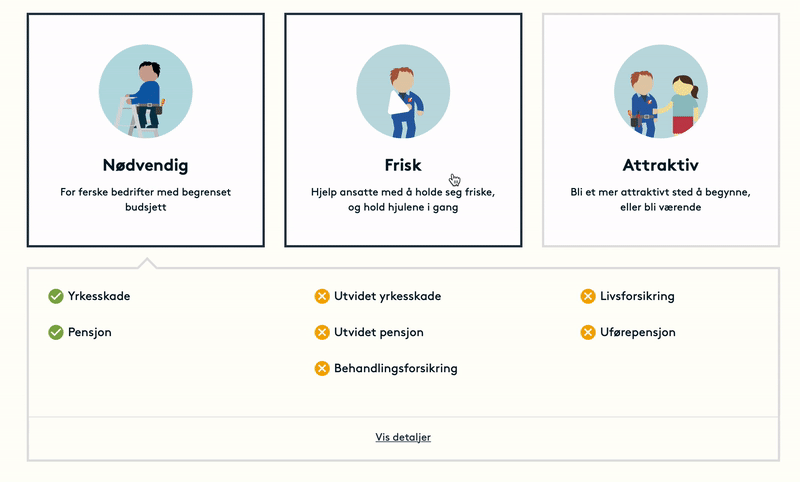 Nødvendig
For ferske bedrifter med begrenset
budsjett
Frisk
Hjelp ansatte med å holde seg friske,
og hold hjulene i gang
Attraktiv
Bli et mer attraktivt sted å begynne,
eller bli værende
Yrkesskade
Pensjon
Utvidet yrkesskade
Utvidet pensjon
Behandlingsforsikring
Livsforsikring
Uførepensjon
Vis detaljer